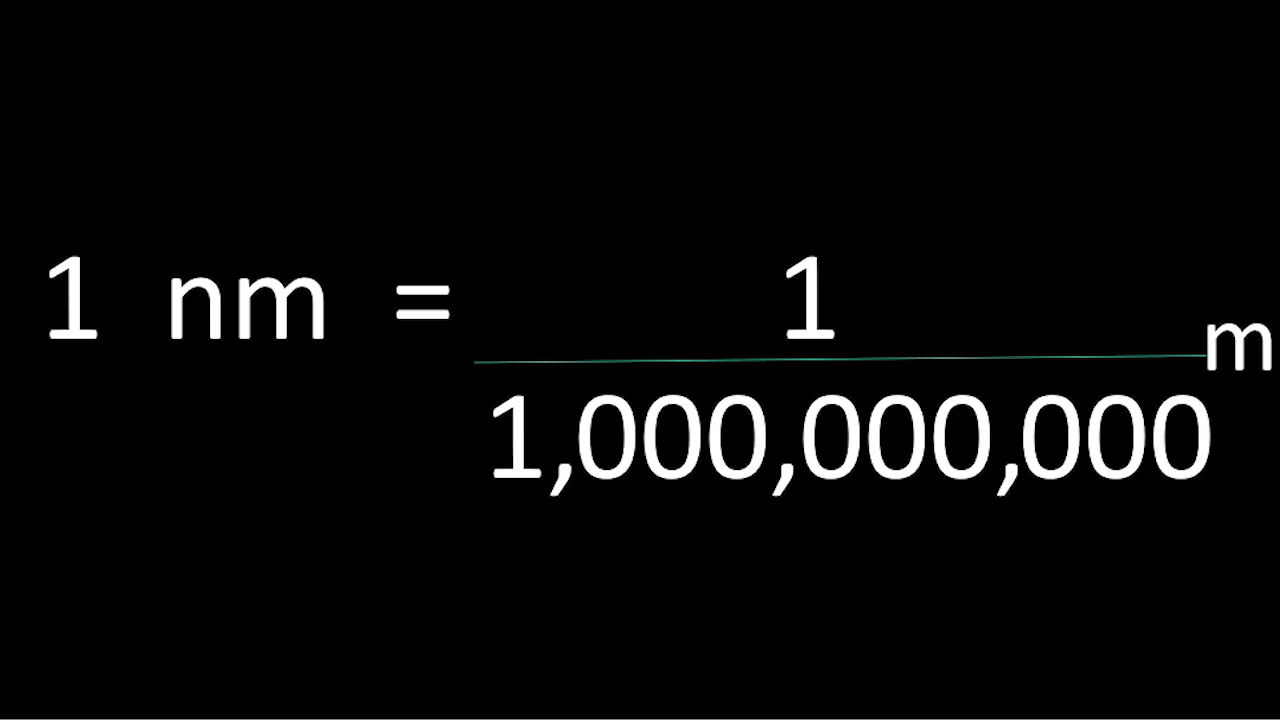 1 nm = 1
m
1,000,000,000